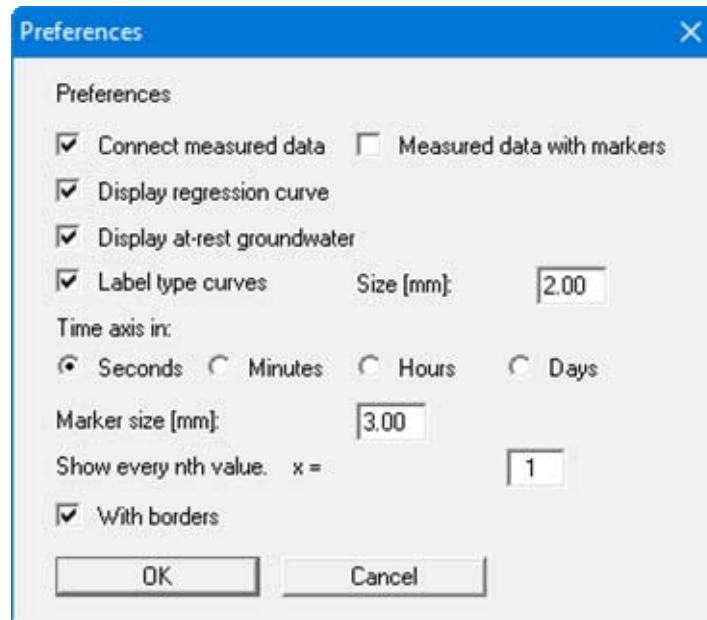 Preferences
Preferences
Connect measured data Measured data with markers
Display regression curve
Display at-rest groundwater
Label type curves Size [mm]: 2.00
Time axis in:
Seconds Minutes Hours Days
Marker size [mm]: 3.00
Show every nth value. x = 1
With borders
OK Cancel